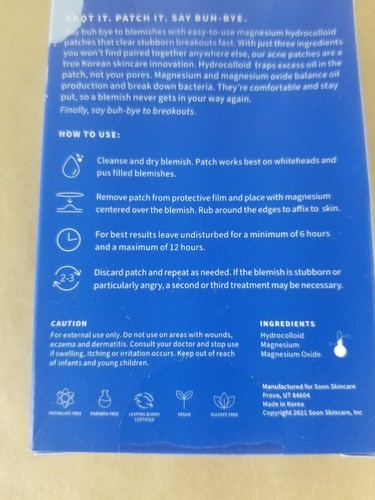 SPOT IT. PATCH IT. SAY BUH-BYE.
Say buh bye to blemishes with easy-to-use magnesium hydrocolloid
patches that clear stubborn breakouts fast. With just three ingredients
you won't find paired together anywhere else, our acne patches are a
true Korean skincare innovation. Hydrocolloid traps excess oil in the
patch, not your pores. Magnesium and magnesium oxide balance oil
production and break down bacteria. They're comfortable and stay
put, so a blemish never gets in your way again.
Finally, say buh-bye to breakouts.
HOW TO USE:
Cleanse and dry blemish. Patch works best on whiteheads and
pus filled blemishes.
Remove patch from protective film and place with magnesium
centered over the blemish. Rub around the edges to affix to skin.
For best results leave undisturbed for a minimum of 6 hours
and a maximum of 12 hours.
2-3
Discard patch and repeat as needed. If the blemish is stubborn or
particularly angry, a second or third treatment may be necessary.
CAUTION
For external use only. Do not use on areas with wounds,
eczema and dermatitis. Consult your doctor and stop use
if swelling, itching or irritation occurs. Keep out of reach
of infants and young children.
INGREDIENTS
Hydrocolloid
Magnesium
Magnesium Oxide
PHTHALATE FREE
PARABEN FREE
LEAPING BUNNY
CERTIFIED
VEGAN
SULFATE FREE
Manufactured for Soon Skincare
Provo, UT 84604
Made in Korea
Copyright 2021 Soon Skincare, Inc